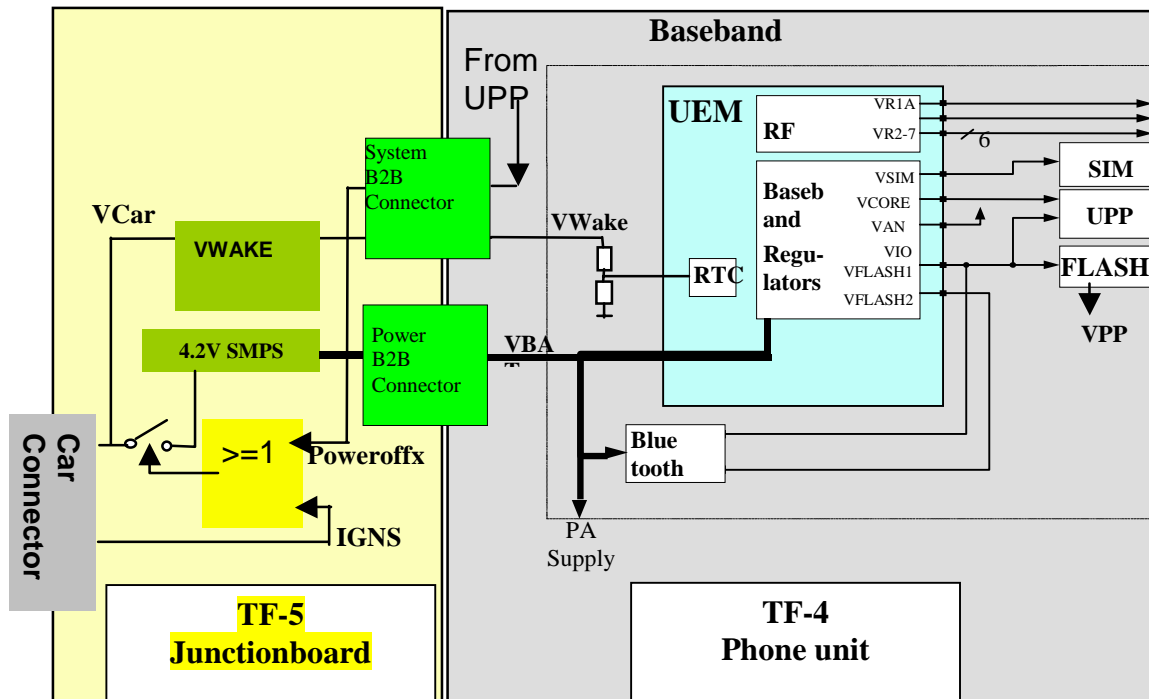 Baseband
From
UPP
UEM
RF
VR1A
VR2-7
6
System
B2B
Connector
VCar
VWAKE
VWake
RTC
Baseb
and
Regu-
lators
VSIM
VCORE
VAN
VIO
VFLASH1
VFLASH2
SIM
UPP
FLASH
VPP
4.2V SMPS
Power
B2B
Connector
VBA
Car
Connector
>=1
Poweroffx
IGNS
Blue
tooth
PA
Supply
TF-5
Junctionboard
TF-4
Phone unit